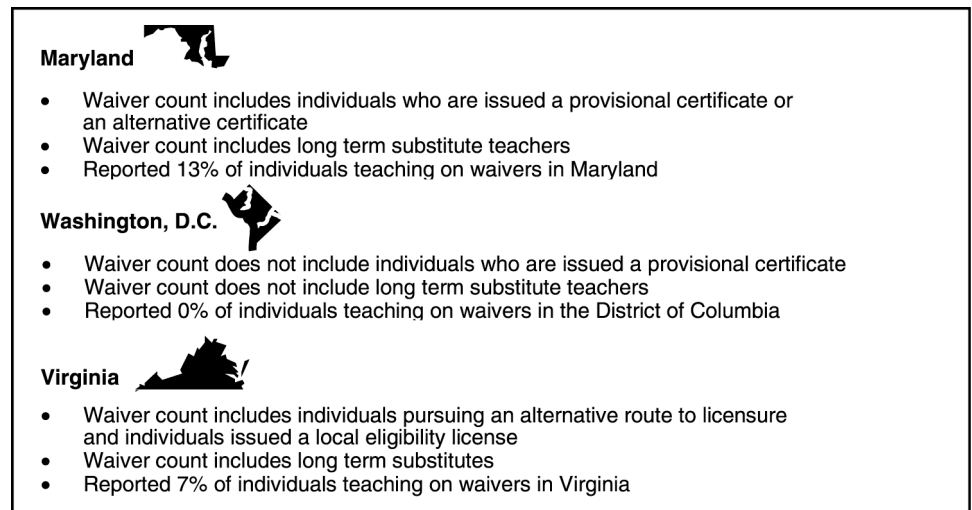 Maryland
• Waiver count includes individuals who are issued a provisional certificate or
an alternative certificate
• Waiver count includes long term substitute teachers
• Reported 13% of individuals teaching on waivers in Maryland
Washington, D.C.
• Waiver count does not include individuals who are issued a provisional certificate
• Waiver count does not include long term substitute teachers
• Reported 0% of individuals teaching on waivers in the District of Columbia
Virginia
• Waiver count includes individuals pursuing an alternative route to licensure
and individuals issued a local eligibility license
• Waiver count includes long term substitutes
• Reported 7% of individuals teaching on waivers in Virginia